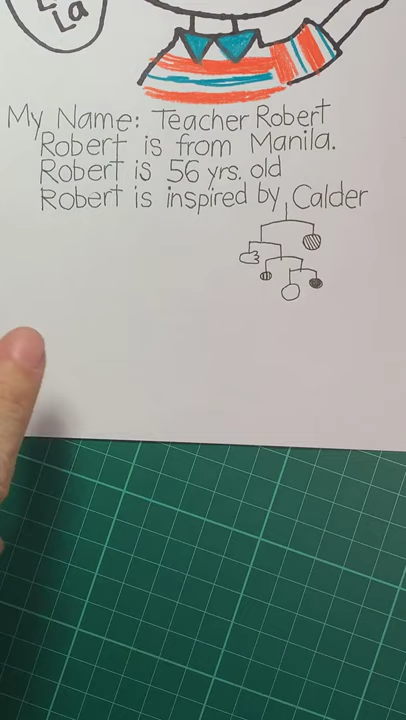 La
My Name: Teacher Robert
Robert is from Manila.
Robert is 56 yrs. old
Robert is inspired by Calder